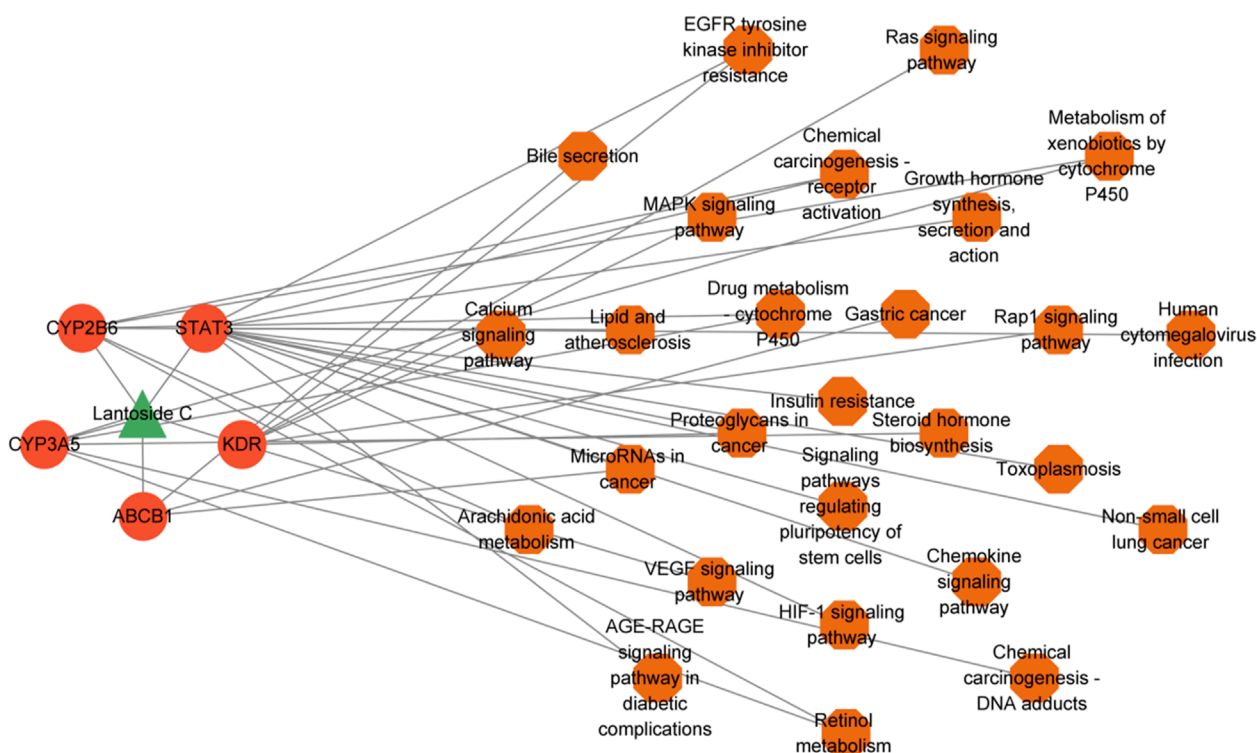 EGFR tyrosine
kinase inhibitor
resistance
Ras signaling
pathway
Bile secretion
Chemical
carcinogenesis -
receptor
activation
Metabolism of
xenobiotics by
cytochrome
P450
MAPK signaling
pathway
Growth hormone
synthesis,
secretion and
action
CYP2B6
STAT3
Calcium
signaling
pathway
Lipid and
atherosclerosis
Drug metabolism
- cytochrome
P450
Gastric cancer
Rap1 signaling
pathway
Human
cytomegalovirus
infection
Lantoside C
CYP3A5
KDR
ABCB1
Insulin resistance
Proteoglycans in
cancer
Steroid hormone
biosynthesis
MicroRNAs in
cancer
Signaling
pathways
regulating
pluripotency of
stem cells
Toxoplasmosis
Arachidonic acid
metabolism
Non-small cell
lung cancer
VEGF signaling
pathway
Chemokine
signaling
pathway
HIF-1 signaling
pathway
AGE-RAGE
signaling
pathway in
diabetic
complications
Chemical
carcinogenesis -
DNA adducts
Retinol
metabolism